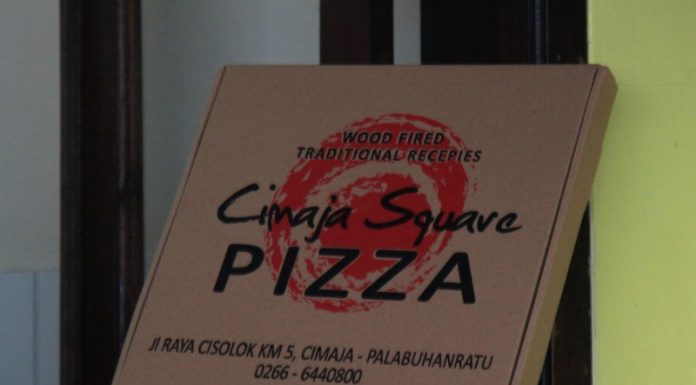 WOOD FIRED
TRADITIONAL RECEPIES
Cimaja Square
PIZZA
Jl RAYA CISOLOK KM 5, CIMAJA - PALABUHANRATU
0266 - 6440800